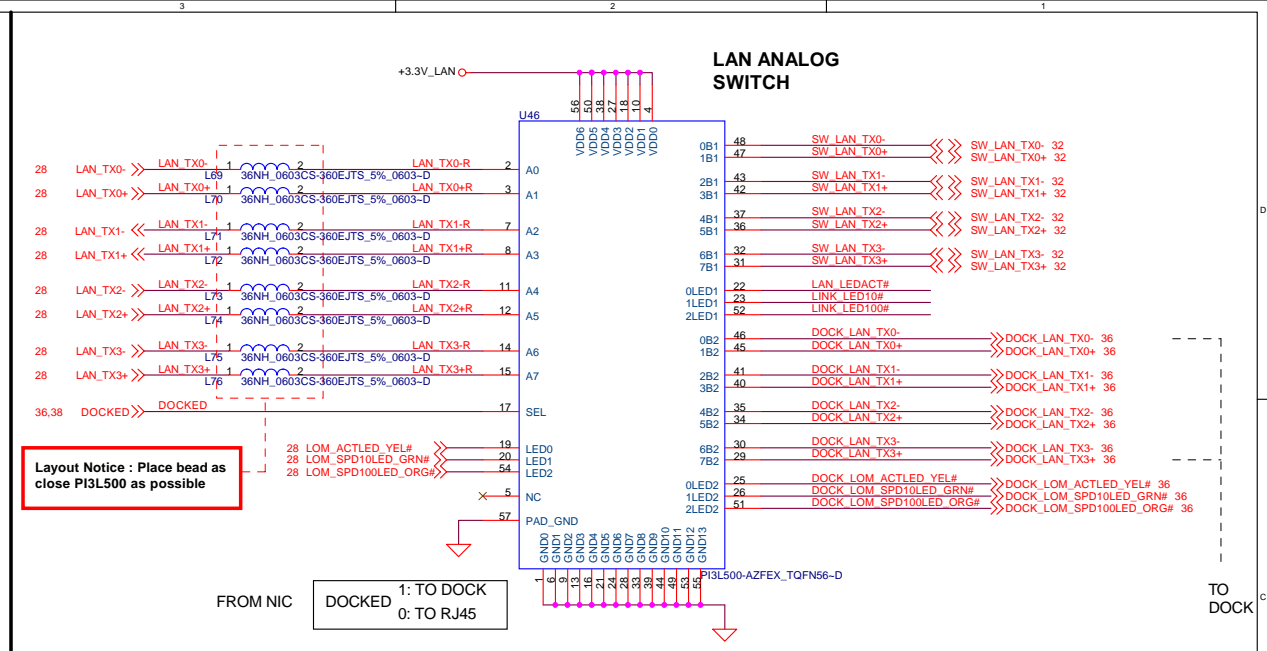 3 2 1
LAN ANALOG
SWITCH
+3.3V_LAN
56 50 38 27 18 10 4
U46
VDD6 VDD5 VDD4 VDD3 VDD2 VDD1 VDD0
28 LAN_TX0- LAN_TX0- 1 2 LAN_TX0-R 2 A0
L69 36NH_0603CS-360EJTS_5%_0603~D
28 LAN_TX0+ LAN_TX0+ 1 2 LAN_TX0+R 3 A1
L70 36NH_0603CS-360EJTS_5%_0603~D
28 LAN_TX1- LAN_TX1- 1 2 LAN_TX1-R 7 A2
L71 36NH_0603CS-360EJTS_5%_0603~D
28 LAN_TX1+ LAN_TX1+ 1 2 LAN_TX1+R 8 A3
L72 36NH_0603CS-360EJTS_5%_0603~D
28 LAN_TX2- LAN_TX2- 1 2 LAN_TX2-R 11 A4
L73 36NH_0603CS-360EJTS_5%_0603~D
28 LAN_TX2+ LAN_TX2+ 1 2 LAN_TX2+R 12 A5
L74 36NH_0603CS-360EJTS_5%_0603~D
28 LAN_TX3- LAN_TX3- 1 2 LAN_TX3-R 14 A6
L75 36NH_0603CS-360EJTS_5%_0603~D
28 LAN_TX3+ LAN_TX3+ 1 2 LAN_TX3+R 15 A7
L76 36NH_0603CS-360EJTS_5%_0603~D
36,38 DOCKED DOCKED 17 SEL
28 LOM_ACTLED_YEL# 19 LED0
28 LOM_SPD10LED_GRN# 20 LED1
28 LOM_SPD100LED_ORG# 54 LED2
5 NC
57 PAD_GND
Layout Notice : Place bead as
close PI3L500 as possible
0B1 48 SW_LAN_TX0- SW_LAN_TX0- 32
1B1 47 SW_LAN_TX0+ SW_LAN_TX0+ 32
2B1 43 SW_LAN_TX1- SW_LAN_TX1- 32
3B1 42 SW_LAN_TX1+ SW_LAN_TX1+ 32
4B1 37 SW_LAN_TX2- SW_LAN_TX2- 32
5B1 36 SW_LAN_TX2+ SW_LAN_TX2+ 32
6B1 32 SW_LAN_TX3- SW_LAN_TX3- 32
7B1 31 SW_LAN_TX3+ SW_LAN_TX3+ 32
0LED1 22 LAN_LEDACT#
1LED1 23 LINK_LED10#
2LED1 52 LINK_LED100#
0B2 46 DOCK_LAN_TX0- DOCK_LAN_TX0- 36
1B2 45 DOCK_LAN_TX0+ DOCK_LAN_TX0+ 36
2B2 41 DOCK_LAN_TX1- DOCK_LAN_TX1- 36
3B2 40 DOCK_LAN_TX1+ DOCK_LAN_TX1+ 36
4B2 35 DOCK_LAN_TX2- DOCK_LAN_TX2- 36
5B2 34 DOCK_LAN_TX2+ DOCK_LAN_TX2+ 36
6B2 30 DOCK_LAN_TX3- DOCK_LAN_TX3- 36
7B2 29 DOCK_LAN_TX3+ DOCK_LAN_TX3+ 36
0LED2 25 DOCK_LOM_ACTLED_YEL# DOCK_LOM_ACTLED_YEL# 36
1LED2 26 DOCK_LOM_SPD10LED_GRN# DOCK_LOM_SPD10LED_GRN# 36
2LED2 51 DOCK_LOM_SPD100LED_ORG# DOCK_LOM_SPD100LED_ORG# 36
D
GND0 GND1 GND2 GND3 GND4 GND5 GND6 GND7 GND8 GND9 GND10 GND11 GND12 GND13
1 6 9 13 16 21 24 28 33 39 44 49 53 55
PI3L500-AZFEX_TQFN56~D
FROM NIC
DOCKED 1: TO DOCK
0: TO RJ45
TO
DOCK
C